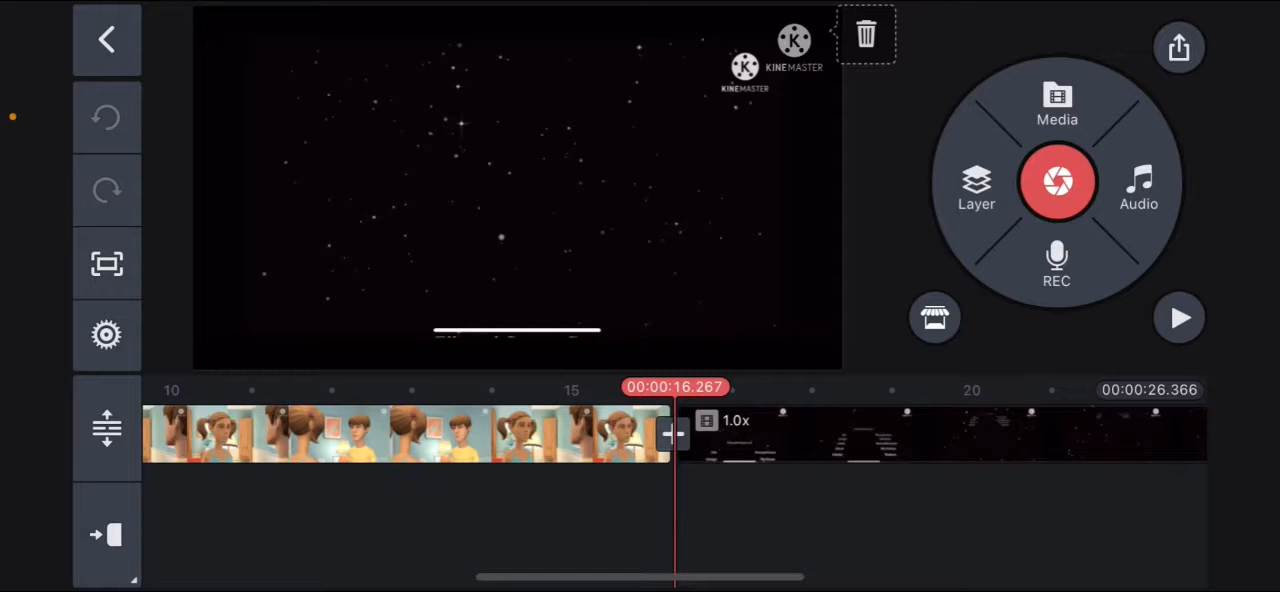 KINEMASTER
KINEMASTER
Media
Layer
Audio
REC
10
15
00:00:16.267
20
00:00:26.366
1.0x